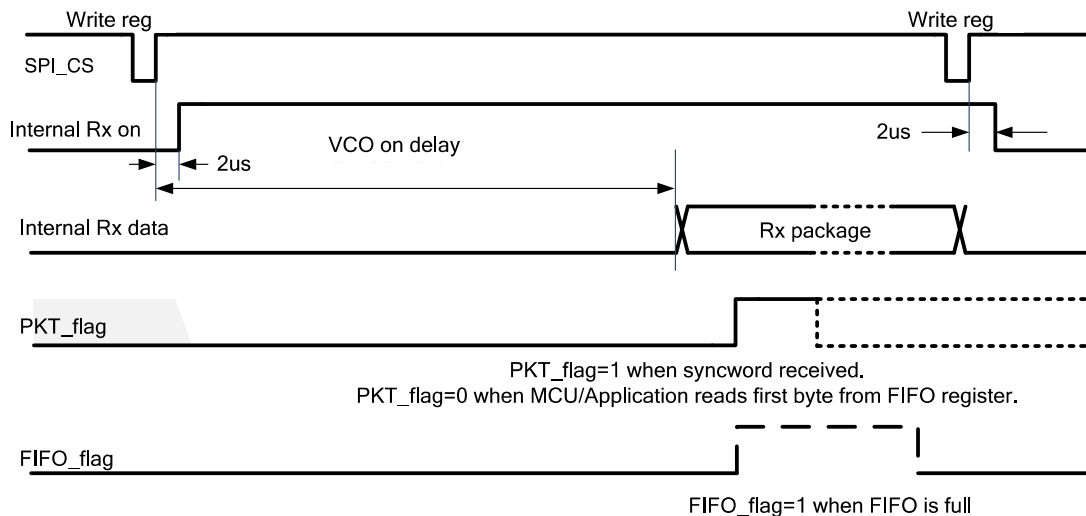 Write reg
Write reg
SPI_CS
2us
Internal Rx on
VCO on delay
2us
Internal Rx data
Rx package
PKT_flag
PKT_flag=1 when syncword received.
PKT_flag=0 when MCU/Application reads first byte from FIFO register.
FIFO_flag
FIFO_flag=1 when FIFO is full